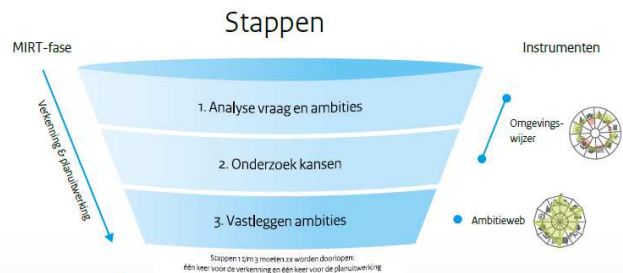 Stappen
MIRT-fase
Instrumenten
Verkenning & planuitwerking
1. Analyse vraag en ambities
2. Onderzoek kansen
3. Vastleggen ambities
Omgevings-
wijzer
Ambitieweb
Stappen 1 t/m 3 moeten 2x worden doorlopen:
één keer voor de verkenning en één keer voor de planuitwerking